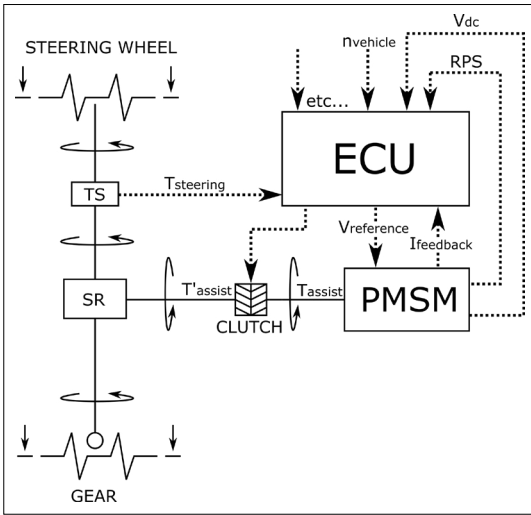 STEERING WHEEL
nvehicle
Vdc
RPS
etc...
ECU
TS
Tsteering
Vreference
Ifeedback
SR
T'assist
Tassist
CLUTCH
PMSM
GEAR